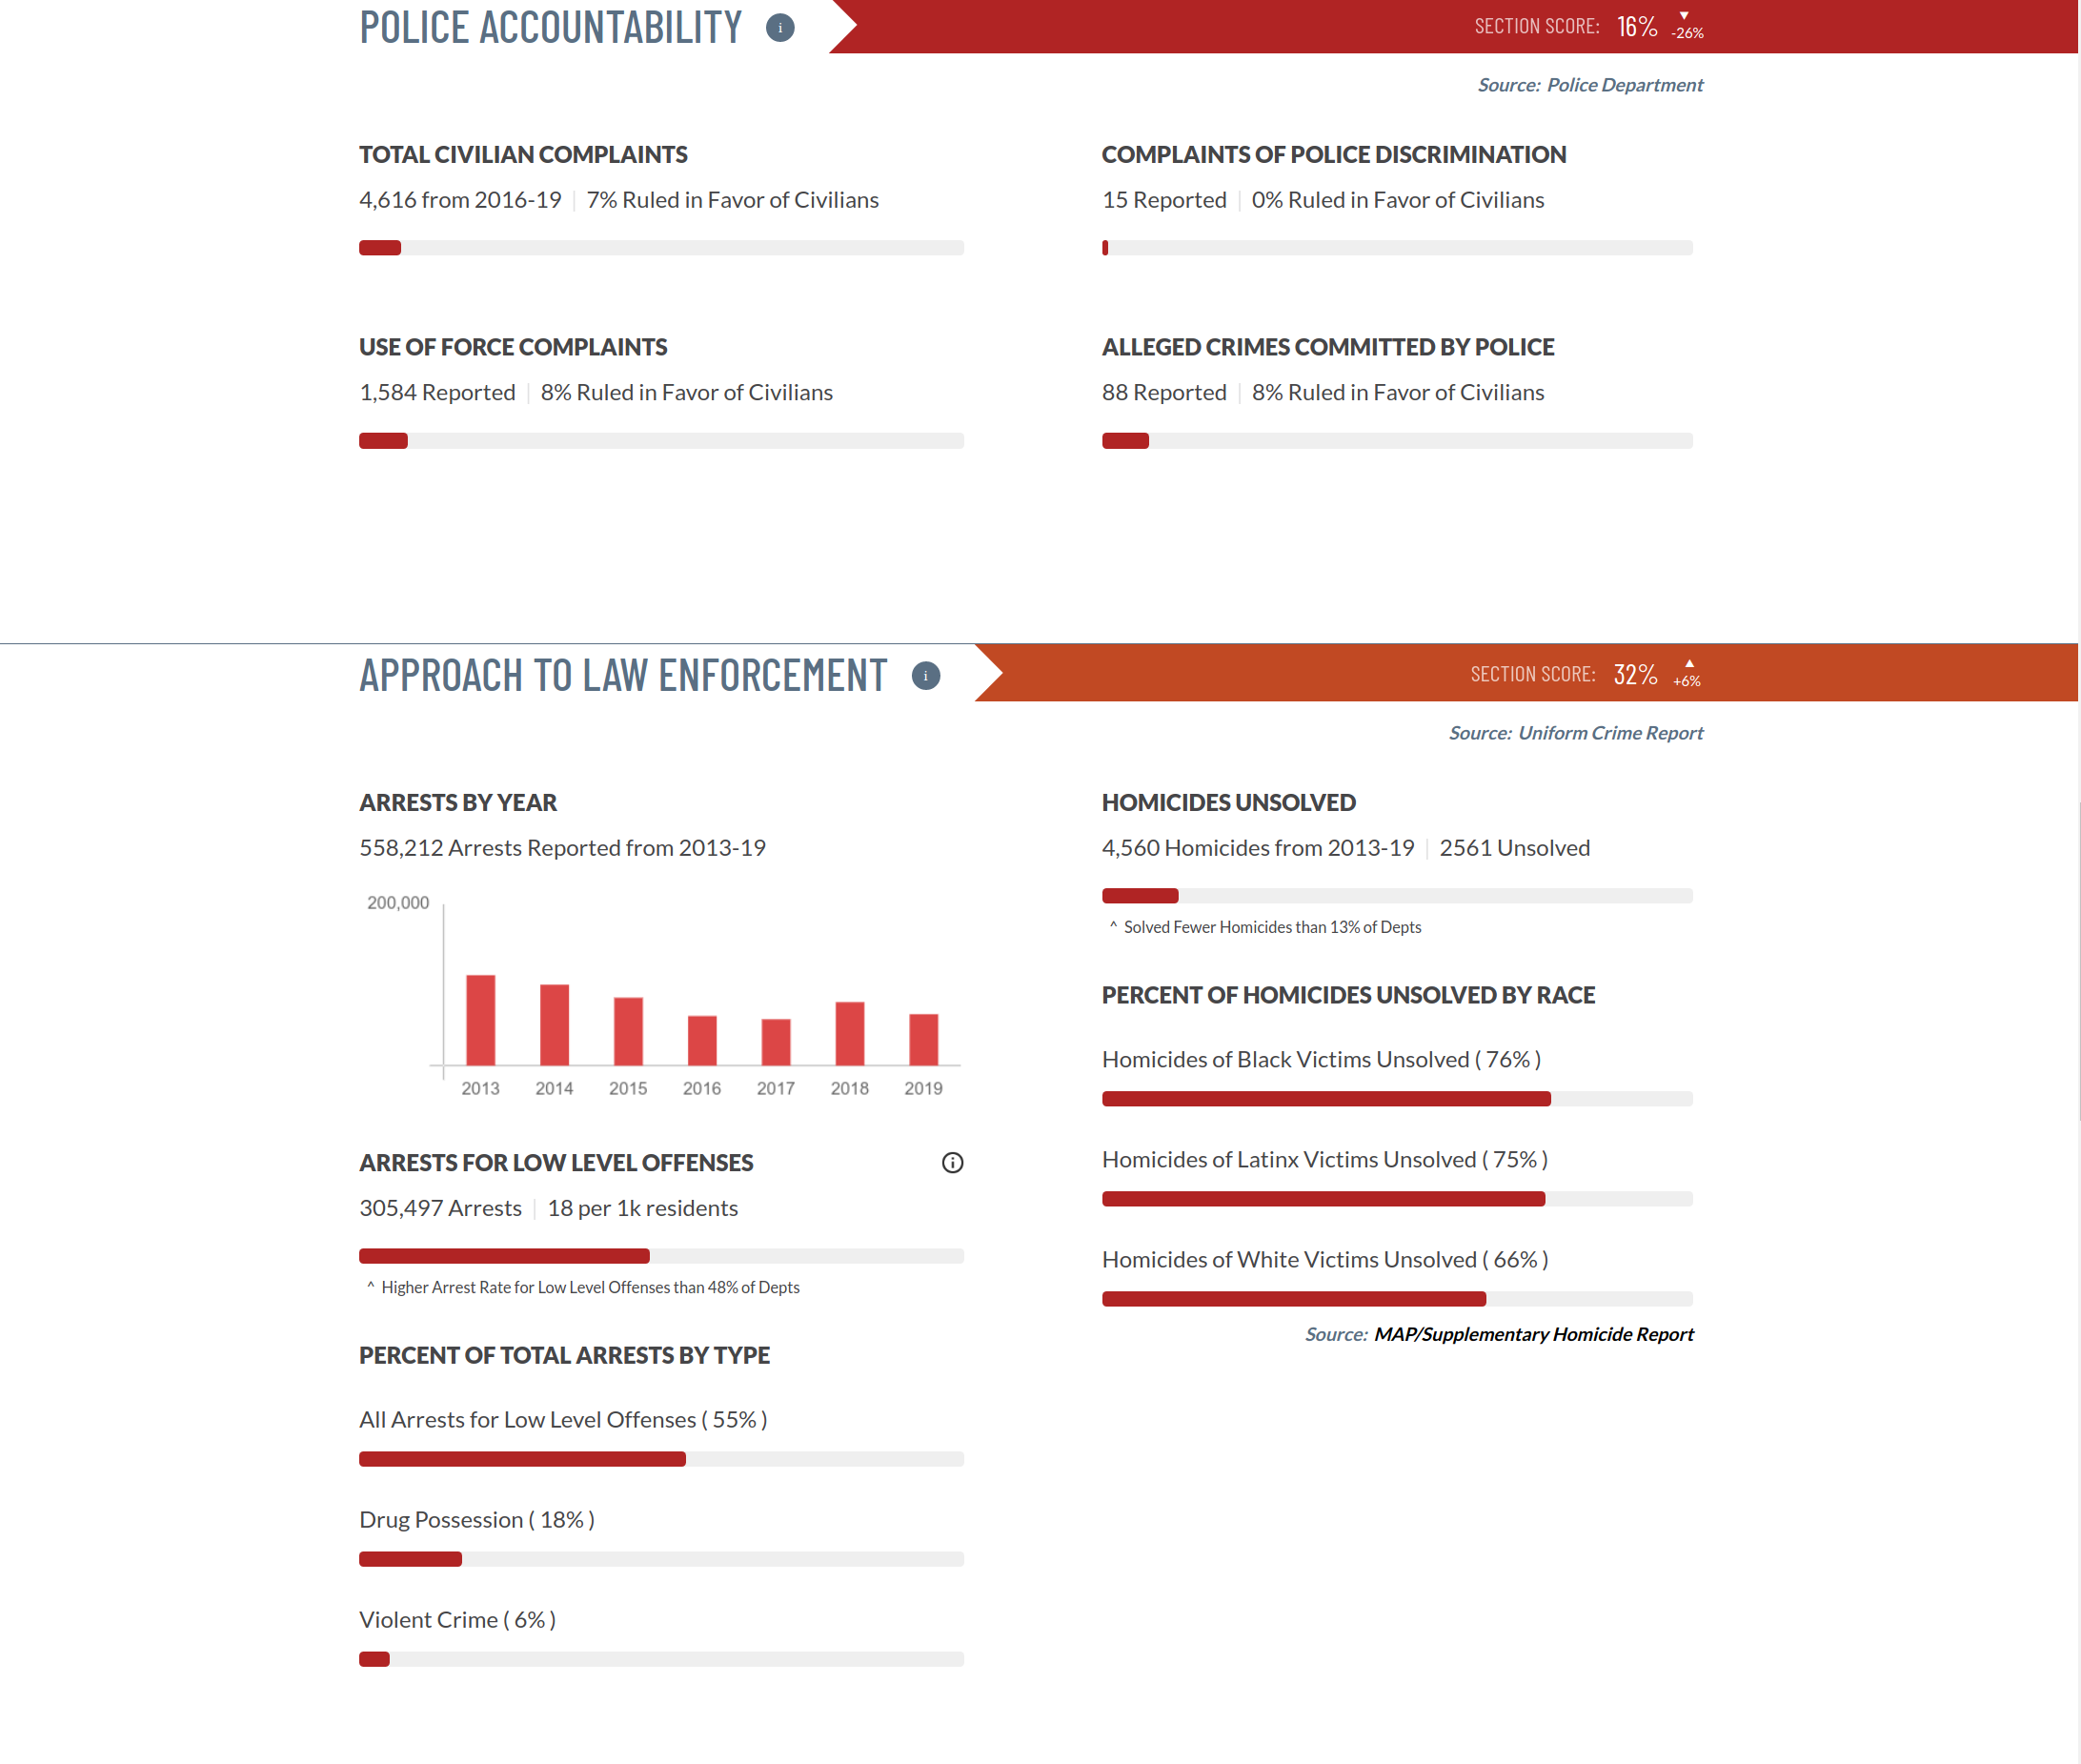 POLICE ACCOUNTABILITY i
SECTION SCORE: 16% ▼ -26%
Source: Police Department
TOTAL CIVILIAN COMPLAINTS
4,616 from 2016-19 | 7% Ruled in Favor of Civilians
COMPLAINTS OF POLICE DISCRIMINATION
15 Reported | 0% Ruled in Favor of Civilians
USE OF FORCE COMPLAINTS
1,584 Reported | 8% Ruled in Favor of Civilians
ALLEGED CRIMES COMMITTED BY POLICE
88 Reported | 8% Ruled in Favor of Civilians
APPROACH TO LAW ENFORCEMENT i
SECTION SCORE: 32% ▲ +6%
Source: Uniform Crime Report
ARRESTS BY YEAR
558,212 Arrests Reported from 2013-19
200,000
2013 2014 2015 2016 2017 2018 2019
ARRESTS FOR LOW LEVEL OFFENSES i
305,497 Arrests | 18 per 1k residents
^ Higher Arrest Rate for Low Level Offenses than 48% of Depts
PERCENT OF TOTAL ARRESTS BY TYPE
All Arrests for Low Level Offenses ( 55% )
Drug Possession ( 18% )
Violent Crime ( 6% )
HOMICIDES UNSOLVED
4,560 Homicides from 2013-19 | 2561 Unsolved
^ Solved Fewer Homicides than 13% of Depts
PERCENT OF HOMICIDES UNSOLVED BY RACE
Homicides of Black Victims Unsolved ( 76% )
Homicides of Latinx Victims Unsolved ( 75% )
Homicides of White Victims Unsolved ( 66% )
Source: MAP/Supplementary Homicide Report